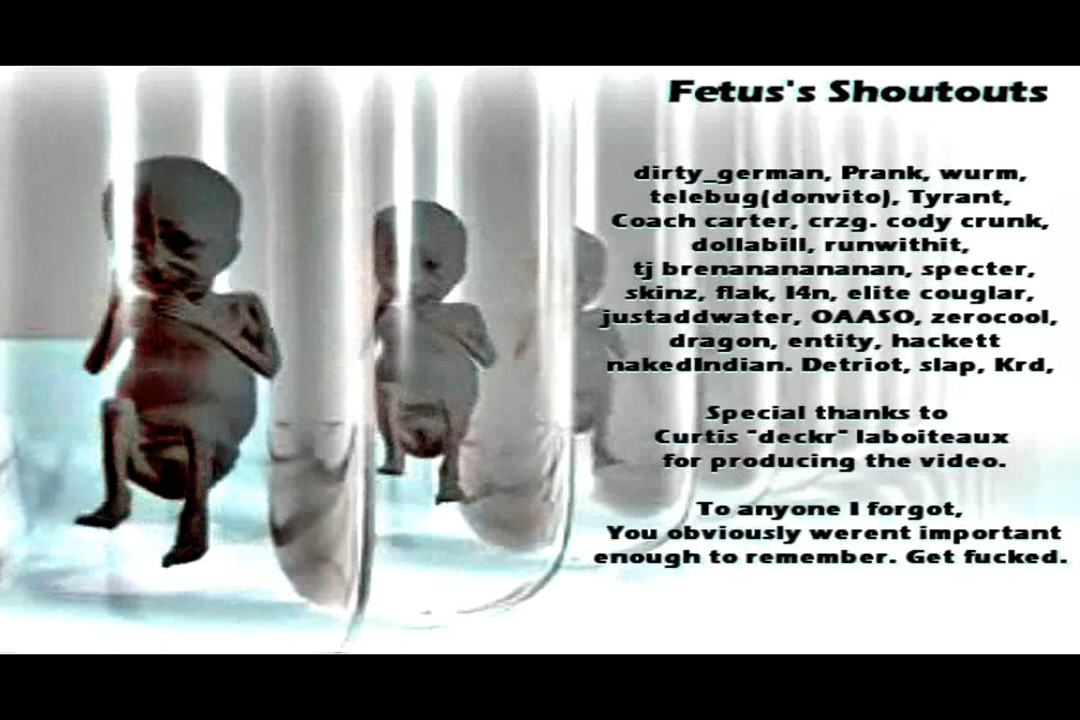 Fetus's Shoutouts
dirty_german, Prank, wurm,
telebug(donvito), Tyrant,
Coach carter, crzg. cody crunk,
dollabill, runwithit,
tj brenanananananan, specter,
skinz, flak, l4n, elite couglar,
justaddwater, OAASO, zerocool,
dragon, entity, hackett
nakedIndian. Detriot, slap, Krd,
Special thanks to
Curtis "deckr" laboiteaux
for producing the video.
To anyone I forgot,
You obviously werent important
enough to remember. Get fucked.